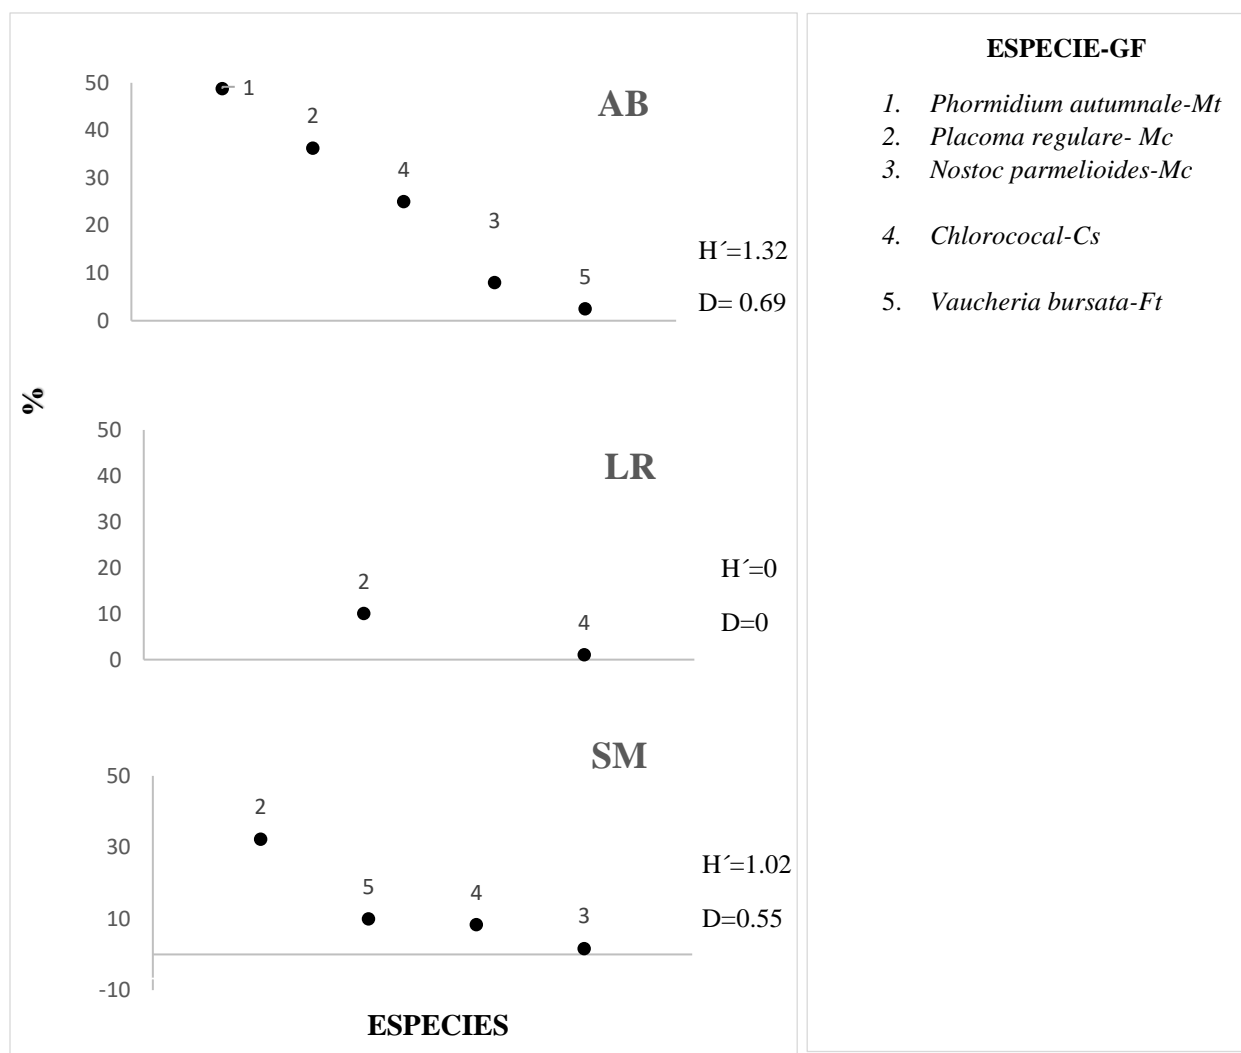 50
40
30
20
10
0
1
2
4
3
5
AB
H´=1.32
D= 0.69
%
50
40
30
20
10
0
2
4
LR
H´=0
D=0
50
30
10
-10
2
5
4
3
SM
H´=1.02
D=0.55
ESPECIES
ESPECIE-GF
1. Phormidium autumnale-Mt
2. Placoma regulare- Mc
3. Nostoc parmelioides-Mc
4. Chlorococal-Cs
5. Vaucheria bursata-Ft